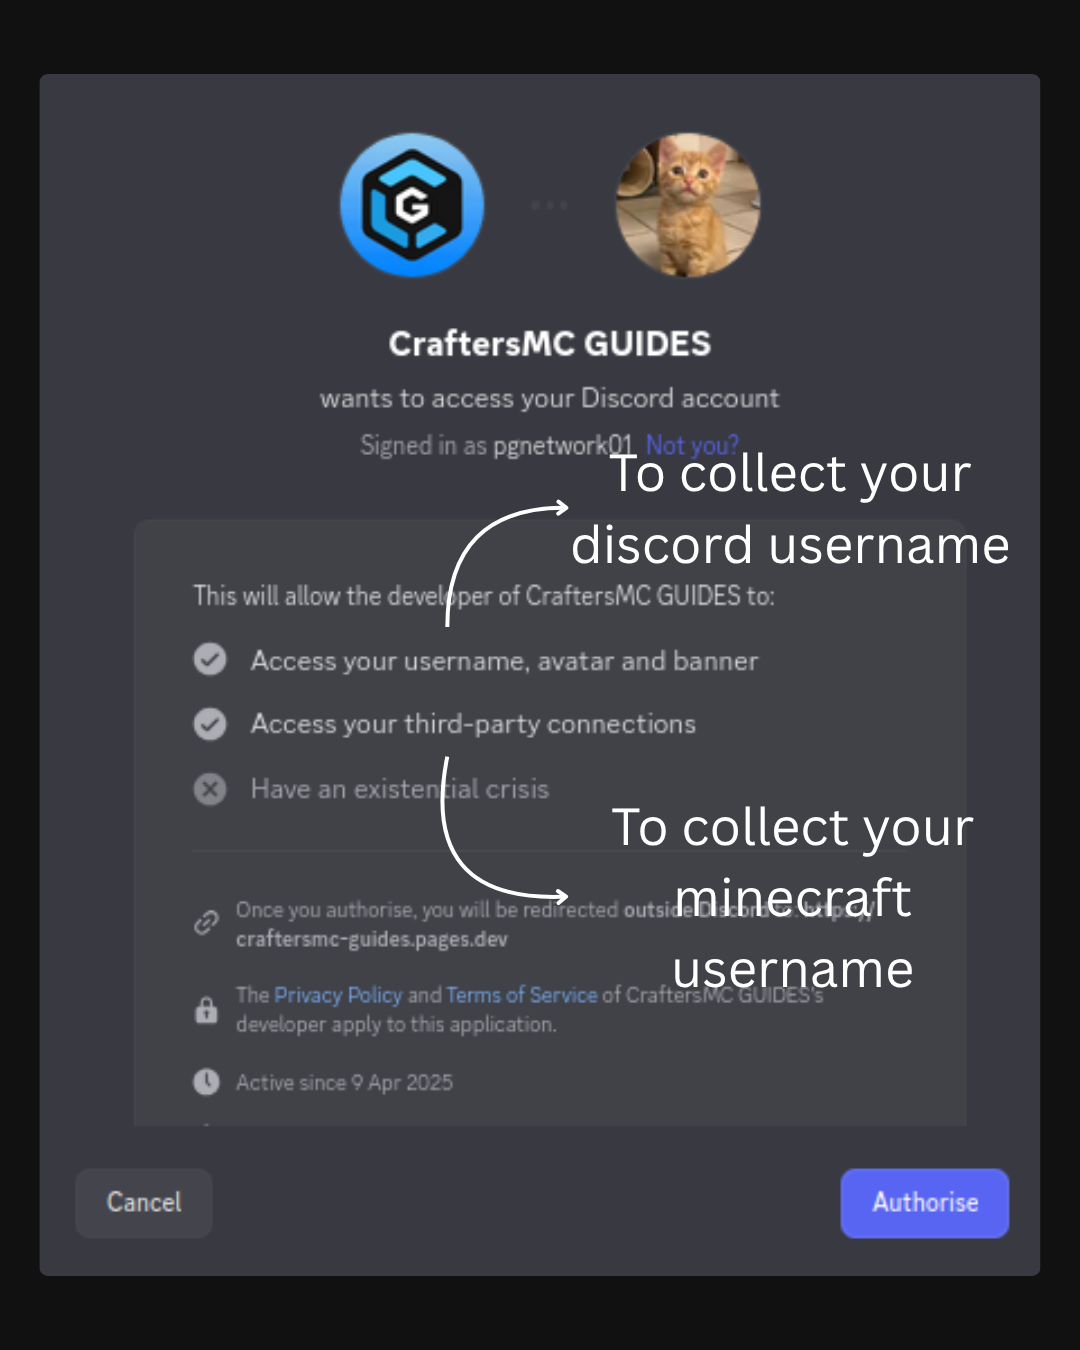 G
CraftersMC GUIDES
wants to access your Discord account
Signed in as pgnetwork01 Not you?
To collect your
discord username
This will allow the developer of CraftersMC GUIDES to:
Access your username, avatar and banner
Access your third-party connections
Have an existential crisis
To collect your
minecraft
username
Once you authorise, you will be redirected outside Discord to: https://
craftersmc-guides.pages.dev
The Privacy Policy and Terms of Service of CraftersMC GUIDES's
developer apply to this application.
Active since 9 Apr 2025
Cancel
Authorise